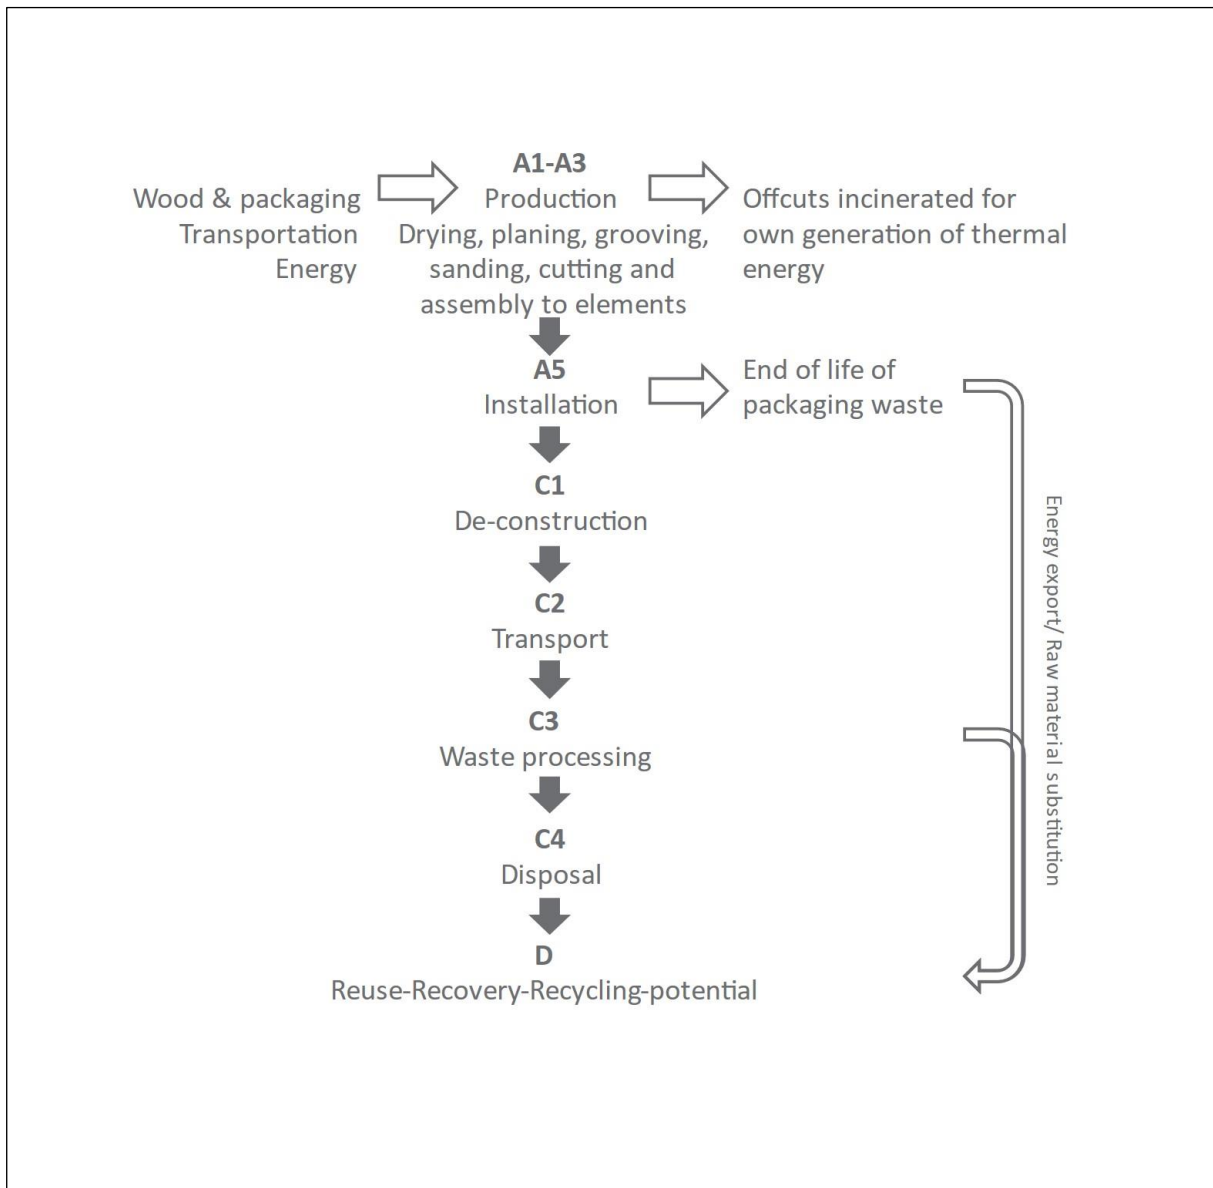 A1-A3
Wood & packaging
Transportation
Energy
Production
Drying, planing, grooving,
sanding, cutting and
assembly to elements
Offcuts incinerated for
own generation of thermal
energy
A5
Installation
End of life of
packaging waste
C1
De-construction
C2
Transport
C3
Waste processing
C4
Disposal
D
Reuse-Recovery-Recycling-potential
Energy export/ Raw material substitution